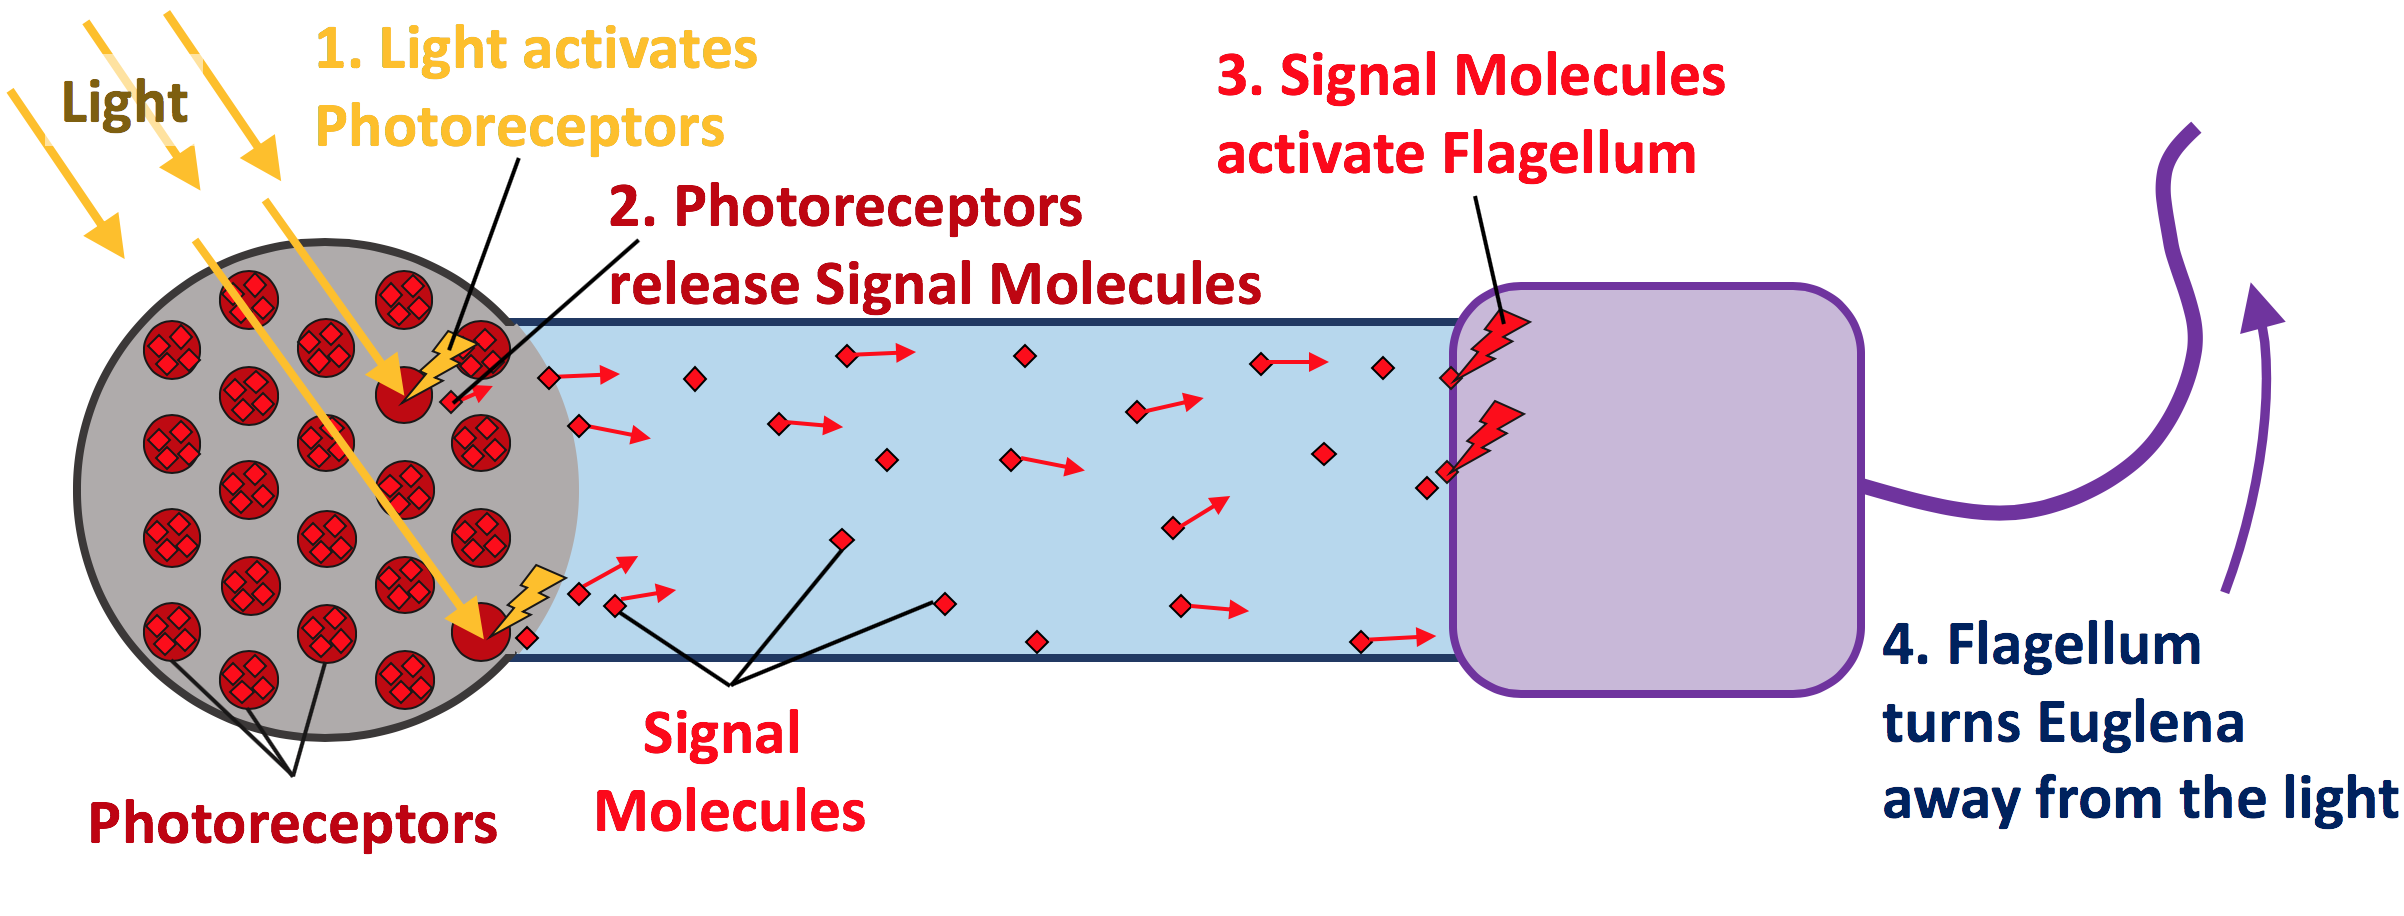 Light
1. Light activates
Photoreceptors
2. Photoreceptors
release Signal Molecules
3. Signal Molecules
activate Flagellum
4. Flagellum
turns Euglena
away from the light
Signal
Molecules
Photoreceptors